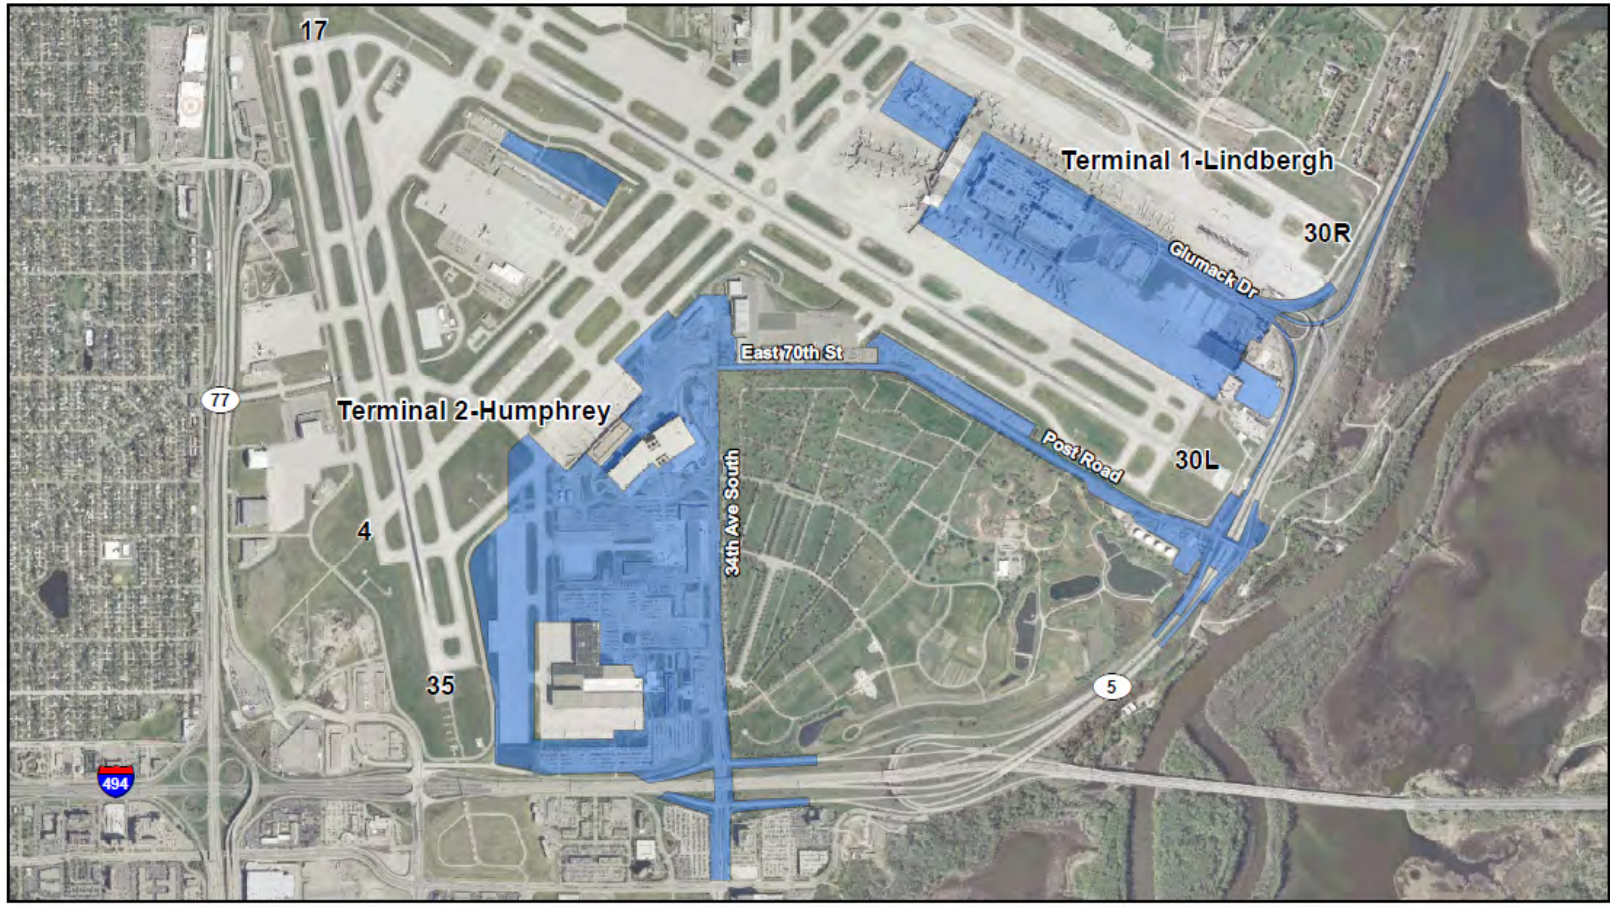 17
Terminal 1-Lindbergh
30R
Glumack Dr
East 70th St
77
Terminal 2-Humphrey
Post Road
30L
34th Ave South
4
35
5
494